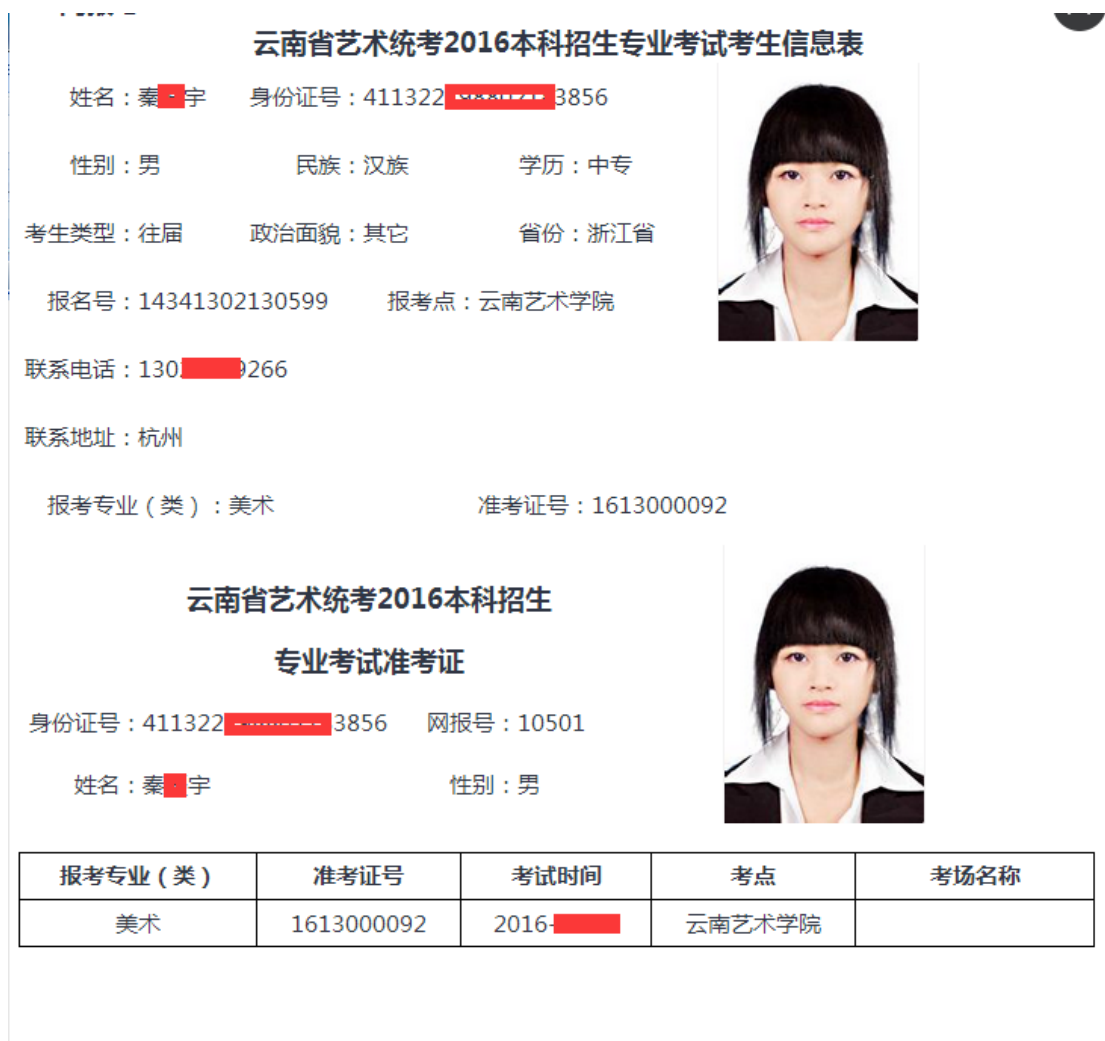 云南省艺术统考2016本科招生专业考试考生信息表
姓名：秦 宇 身份证号：411322 3856
性别：男 民族：汉族 学历：中专
考生类型：往届 政治面貌：其它 省份：浙江省
报名号：14341302130599 报考点：云南艺术学院
联系电话：130 9266
联系地址：杭州
报考专业（类）：美术 准考证号：1613000092
云南省艺术统考2016本科招生
专业考试准考证
身份证号：411322 3856 网报号：10501
姓名：秦 宇 性别：男
报考专业（类） 准考证号 考试时间 考点 考场名称
美术 1613000092 2016- 云南艺术学院